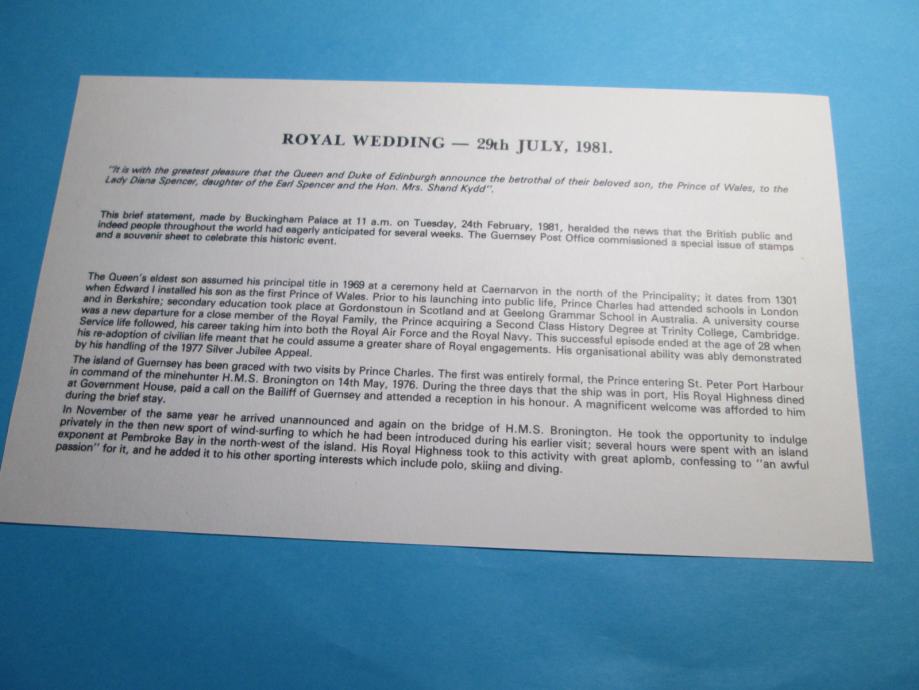 ROYAL WEDDING — 29th JULY, 1981.
"It is with the greatest pleasure that the Queen and Duke of Edinburgh announce the betrothal of their beloved son, the Prince of Wales, to the
Lady Diana Spencer, daughter of the Earl Spencer and the Hon. Mrs. Shand Kydd".
This brief statement, made by Buckingham Palace at 11 a.m. on Tuesday, 24th February, 1981, heralded the news that the British public and
indeed people throughout the world had eagerly anticipated for several weeks. The Guernsey Post Office commissioned a special issue of stamps
and a souvenir sheet to celebrate this historic event.
The Queen's eldest son assumed his principal title in 1969 at a ceremony held at Caernarvon in the north of the Principality; it dates from 1301
when Edward I installed his son as the first Prince of Wales. Prior to his launching into public life, Prince Charles had attended schools in London
and in Berkshire; secondary education took place at Gordonstoun in Scotland and at Geelong Grammar School in Australia. A university course
was a new departure for a close member of the Royal Family, the Prince acquiring a Second Class History Degree at Trinity College, Cambridge.
Service life followed, his career taking him into both the Royal Air Force and the Royal Navy. This successful episode ended at the age of 28 when
his re-adoption of civilian life meant that he could assume a greater share of Royal engagements. His organisational ability was ably demonstrated
by his handling of the 1977 Silver Jubilee Appeal.
The island of Guernsey has been graced with two visits by Prince Charles. The first was entirely formal, the Prince entering St. Peter Port Harbour
in command of the minehunter H.M.S. Bronington on 14th May, 1976. During the three days that the ship was in port, His Royal Highness dined
at Government House, paid a call on the Bailiff of Guernsey and attended a reception in his honour. A magnificent welcome was afforded to him
during the brief stay.
In November of the same year he arrived unannounced and again on the bridge of H.M.S. Bronington. He took the opportunity to indulge
privately in the then new sport of wind-surfing to which he had been introduced during his earlier visit; several hours were spent with an island
exponent at Pembroke Bay in the north-west of the island. His Royal Highness took to this activity with great aplomb, confessing to "an awful
passion" for it, and he added it to his other sporting interests which include polo, skiing and diving.